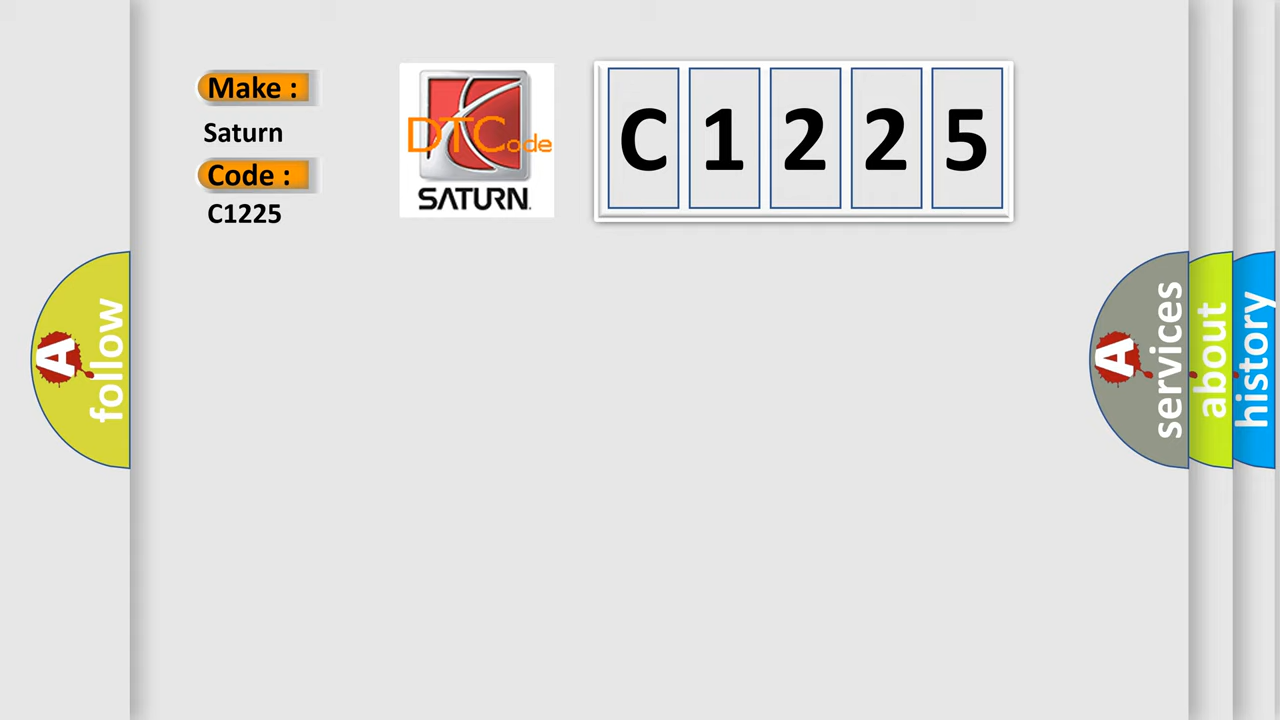 Make :
Saturn
Code :
C1225
DTCode
SATURN
C 1 2 2 5
A follow
A services
about
history